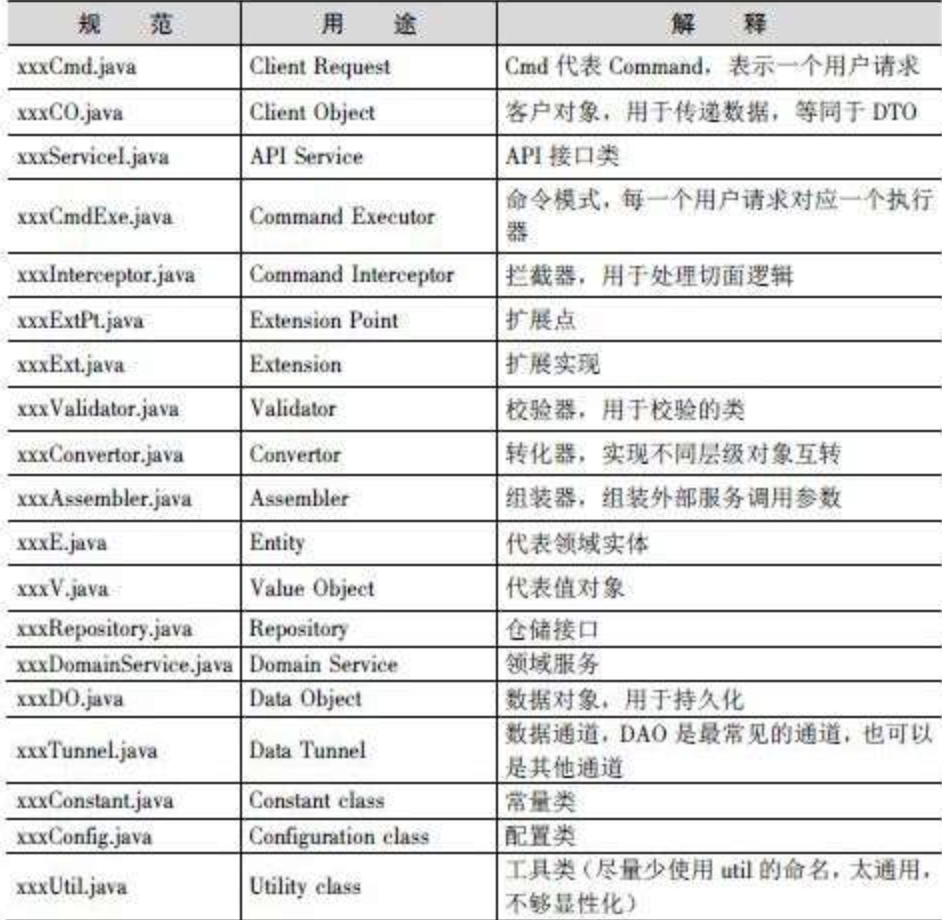 规 范 用 途 解 释
xxxCmd.java Client Request Cmd 代表 Command，表示一个用户请求
xxxCO.java Client Object 客户对象，用于传递数据，等同于 DTO
xxxServiceI.java API Service API 接口类
xxxCmdExe.java Command Executor 命令模式，每一个用户请求对应一个执行
器
xxxInterceptor.java Command Interceptor 拦截器，用于处理切面逻辑
xxxExtPt.java Extension Point 扩展点
xxxExt.java Extension 扩展实现
xxxValidator.java Validator 校验器，用于校验的类
xxxConvertor.java Convertor 转化器，实现不同层级对象互转
xxxAssembler.java Assembler 组装器，组装外部服务调用参数
xxxE.java Entity 代表领域实体
xxxV.java Value Object 代表值对象
xxxRepository.java Repository 仓储接口
xxxDomainService.java Domain Service 领域服务
xxxDO.java Data Object 数据对象，用于持久化
xxxTunnel.java Data Tunnel 数据通道，DAO 是最常见的通道，也可以
是其他通道
xxxConstant.java Constant class 常量类
xxxConfig.java Configuration class 配置类
xxxUtil.java Utility class 工具类（尽量少使用 util 的命名，太通用，
不够显性化）